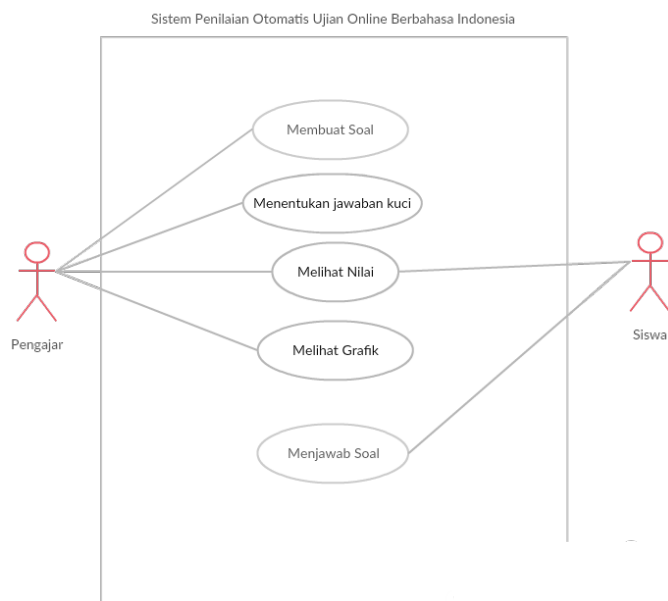 Sistem Penilaian Otomatis Ujian Online Berbahasa Indonesia
Membuat Soal
Menentukan jawaban kuci
Melihat Nilai
Melihat Grafik
Menjawab Soal
Pengajar
Siswa